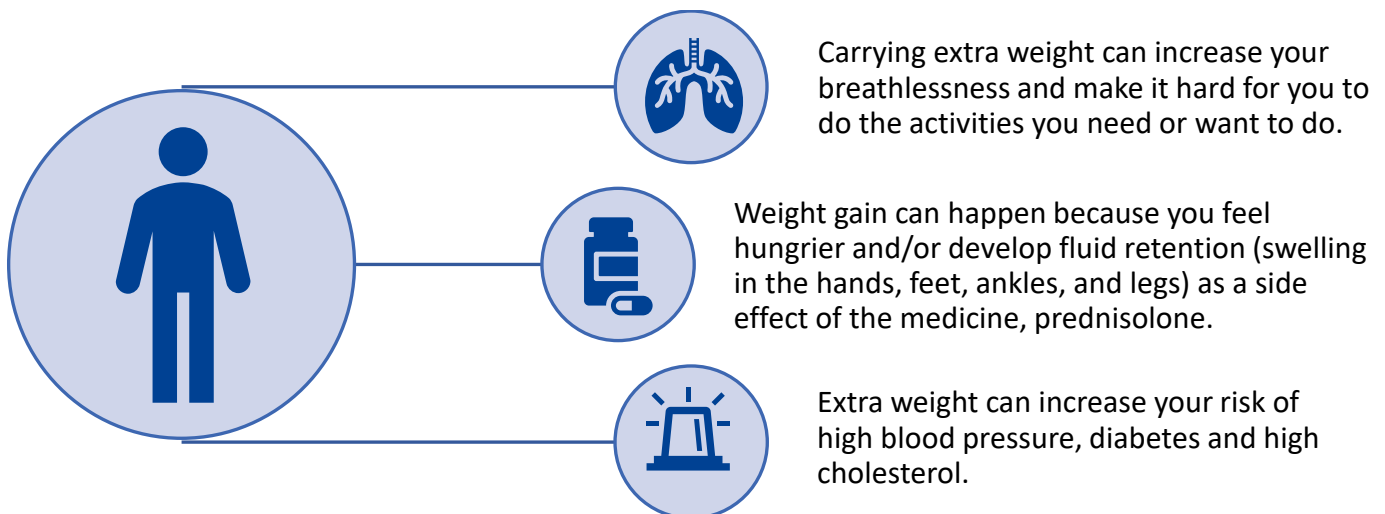 Carrying extra weight can increase your
breathlessness and make it hard for you to
do the activities you need or want to do.
Weight gain can happen because you feel
hungrier and/or develop fluid retention (swelling
in the hands, feet, ankles, and legs) as a side
effect of the medicine, prednisolone.
Extra weight can increase your risk of
high blood pressure, diabetes and high
cholesterol.